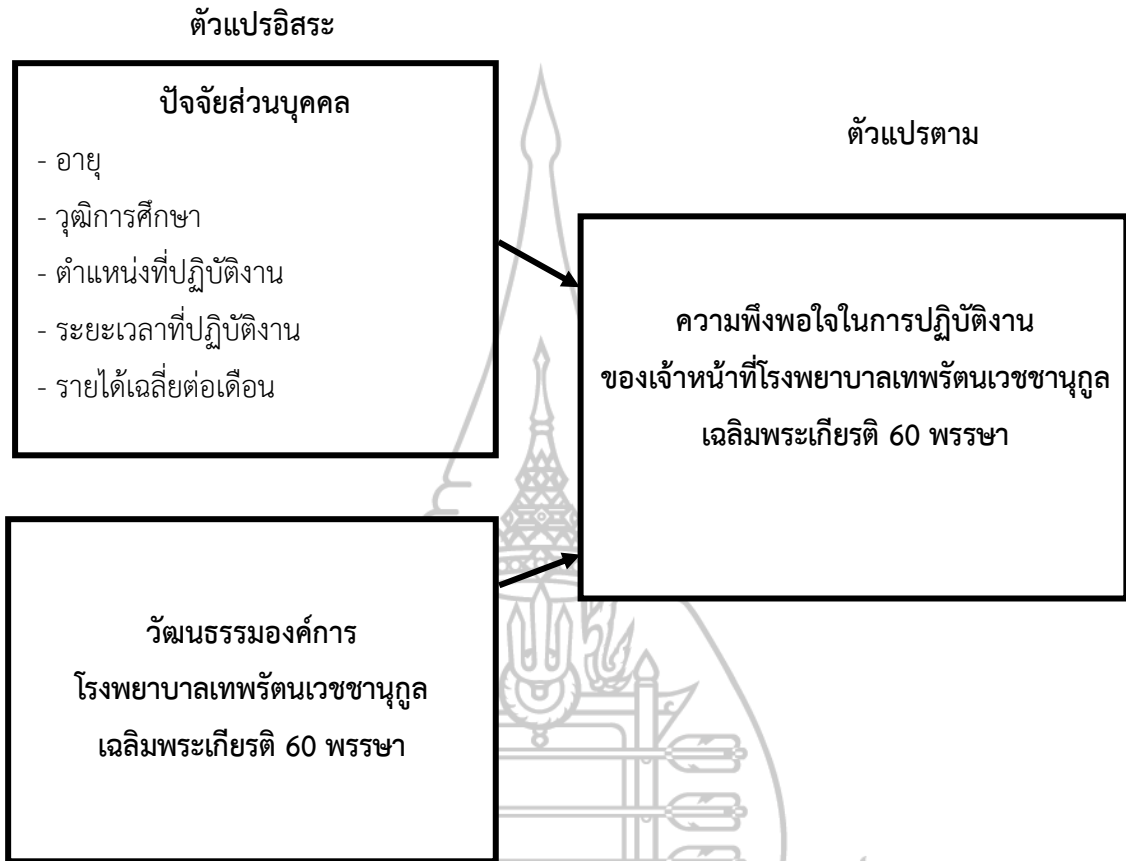 ตัวแปรอิสระ
ปัจจัยส่วนบุคคล
- อายุ
- วุฒิการศึกษา
- ตำแหน่งที่ปฏิบัติงาน
- ระยะเวลาที่ปฏิบัติงาน
- รายได้เฉลี่ยต่อเดือน
ตัวแปรตาม
ความพึงพอใจในการปฏิบัติงาน
ของเจ้าหน้าที่โรงพยาบาลเทพรัตนเวชชานุกูล
เฉลิมพระเกียรติ 60 พรรษา
วัฒนธรรมองค์การ
โรงพยาบาลเทพรัตนเวชชานุกูล
เฉลิมพระเกียรติ 60 พรรษา